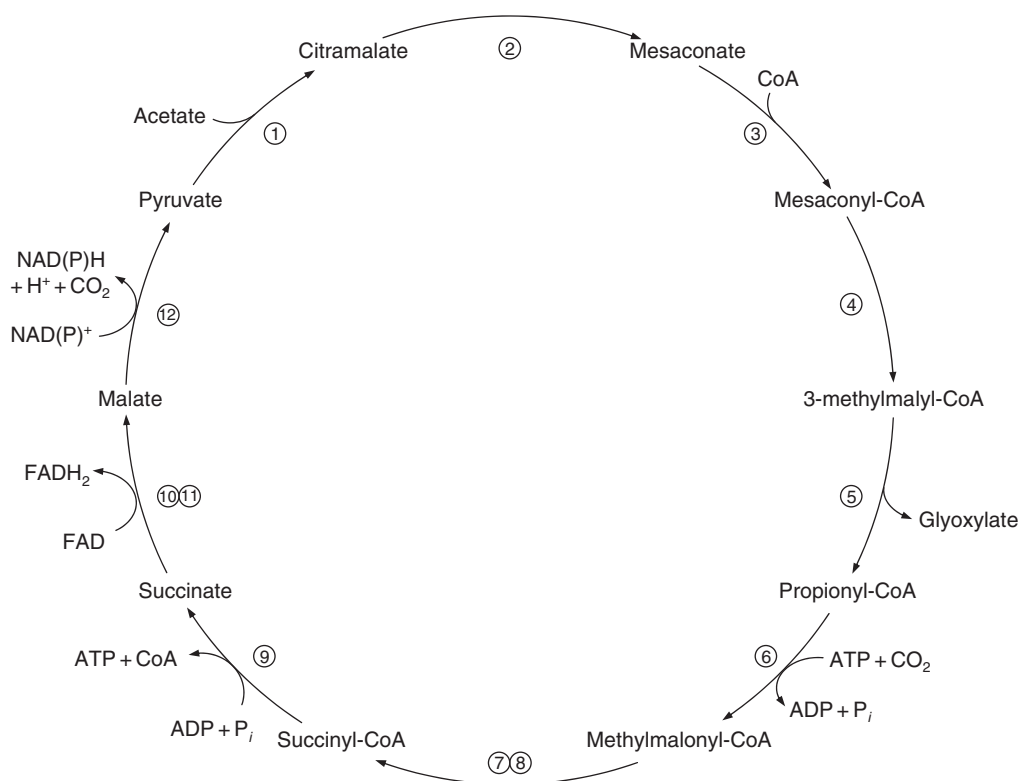 Citramalate
②
Mesaconate
CoA
Acetate
①
③
Pyruvate
Mesaconyl-CoA
NAD(P)H
+ H⁺ + CO₂
⑫
④
NAD(P)⁺
Malate
3-methylmalyl-CoA
FADH₂
⑩⑪
⑤
Glyoxylate
FAD
Succinate
Propionyl-CoA
ATP + CoA
⑨
⑥
ATP + CO₂
ADP + Pᵢ
ADP + Pᵢ
Succinyl-CoA
⑦⑧
Methylmalonyl-CoA